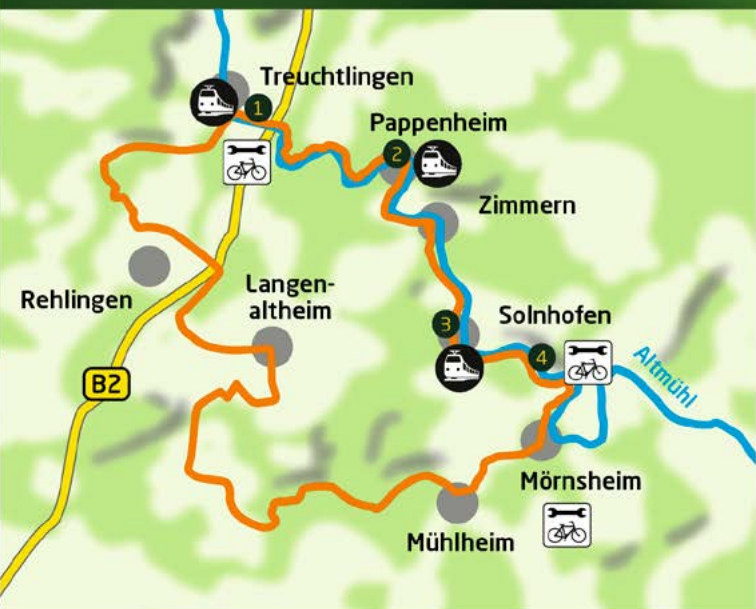 Treuchtlingen
1
Pappenheim
2
Zimmern
Rehlingen
Langen-
altheim
3
Solnhofen
4
B2
Altmühl
Mörnsheim
Mühlheim